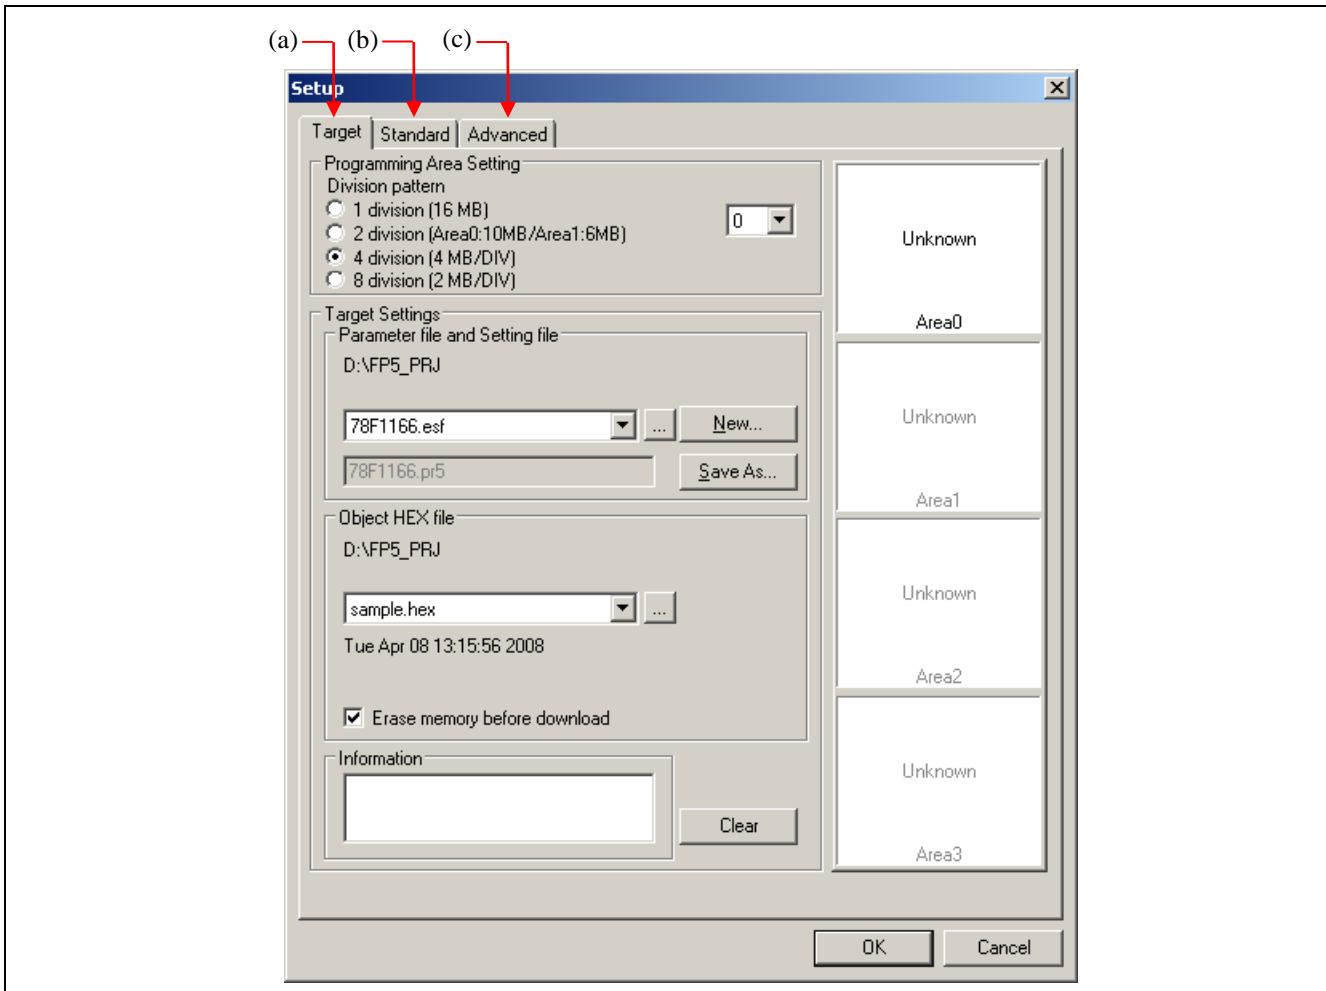 (a) (b) (c)
Setup
Target Standard Advanced
Programming Area Setting
Division pattern
1 division (16 MB)
0
2 division (Area0:10MB/Area1:6MB)
4 division (4 MB/DIV)
8 division (2 MB/DIV)
Target Settings
Parameter file and Setting file
D:\FP5_PRJ
78F1166.esf ... New...
78F1166.pr5 Save As...
Object HEX file
D:\FP5_PRJ
sample.hex ...
Tue Apr 08 13:15:56 2008
Erase memory before download
Information
Clear
Unknown
Area0
Unknown
Area1
Unknown
Area2
Unknown
Area3
OK Cancel